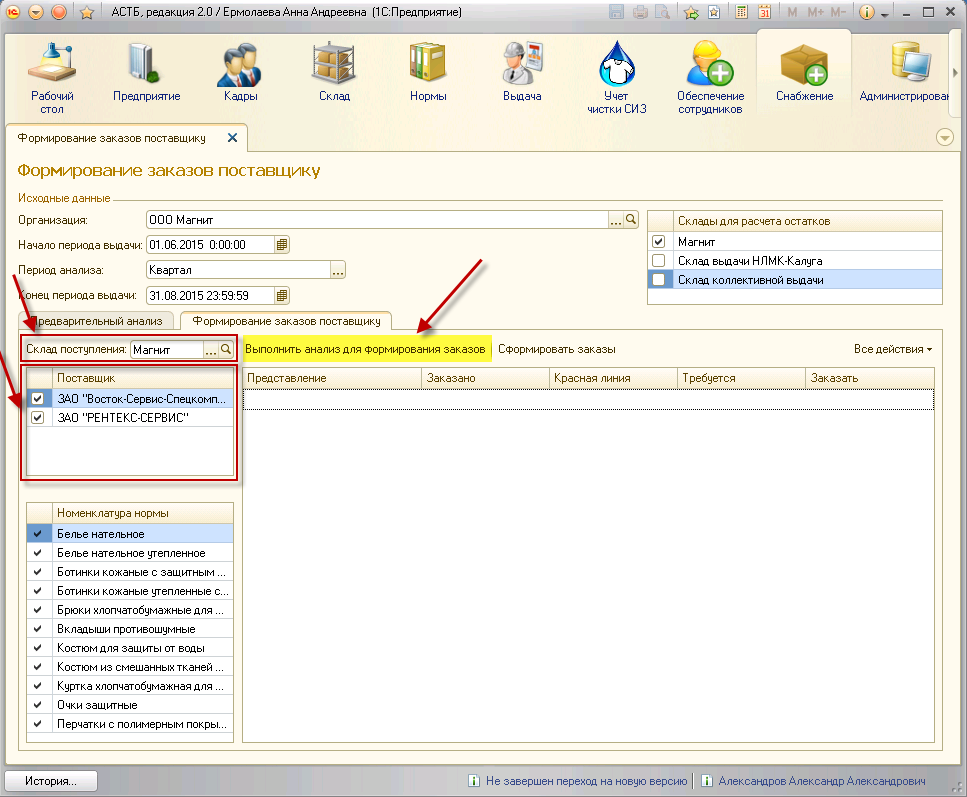 АСТБ, редакция 2.0 / Ермолаева Анна Андреевна (1С:Предприятие)
M M+ M-
Рабочий стол
Предприятие
Кадры
Склад
Нормы
Выдача
Учет чистки СИЗ
Обеспечение сотрудников
Снабжение
Администрирован
Формирование заказов поставщику
Формирование заказов поставщику
Исходные данные
Организация: ООО Магнит
Начало периода выдачи: 01.06.2015 0:00:00
Период анализа: Квартал
Конец периода выдачи: 31.08.2015 23:59:59
Склады для расчета остатков
Магнит
Склад выдачи НЛМК-Калуга
Склад коллективной выдачи
Предварительный анализ
Формирование заказов поставщику
Склад поступления: Магнит
Выполнить анализ для формирования заказов
Сформировать заказы
Все действия
Поставщик
ЗАО "Восток-Сервис-Спецкомп...
ЗАО "РЕНТЕКС-СЕРВИС"
Представление
Заказано
Красная линия
Требуется
Заказать
Номенклатура нормы
Белье нательное
Белье нательное утепленное
Ботинки кожаные с защитным ...
Ботинки кожаные утепленные с...
Брюки хлопчатобумажные для ...
Вкладыши противошумные
Костюм для защиты от воды
Костюм из смешанных тканей ...
Куртка хлопчатобумажная для ...
Очки защитные
Перчатки с полимерным покры...
История...
Не завершен переход на новую версию
Александров Александр Александрович